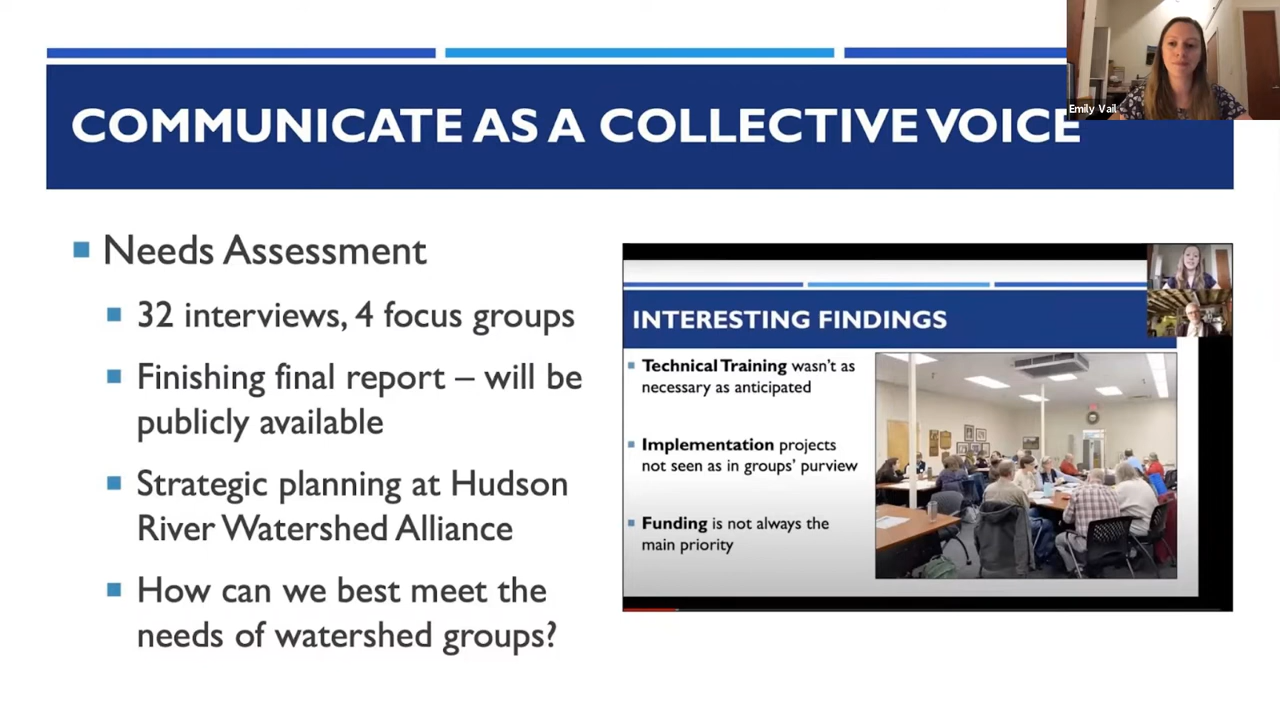 COMMUNICATE AS A COLLECTIVE VOICE
Emily Vail
Needs Assessment
32 interviews, 4 focus groups
Finishing final report – will be
publicly available
Strategic planning at Hudson
River Watershed Alliance
How can we best meet the
needs of watershed groups?
INTERESTING FINDINGS
Technical Training wasn't as
necessary as anticipated
Implementation projects
not seen as in groups' purview
Funding is not always the
main priority